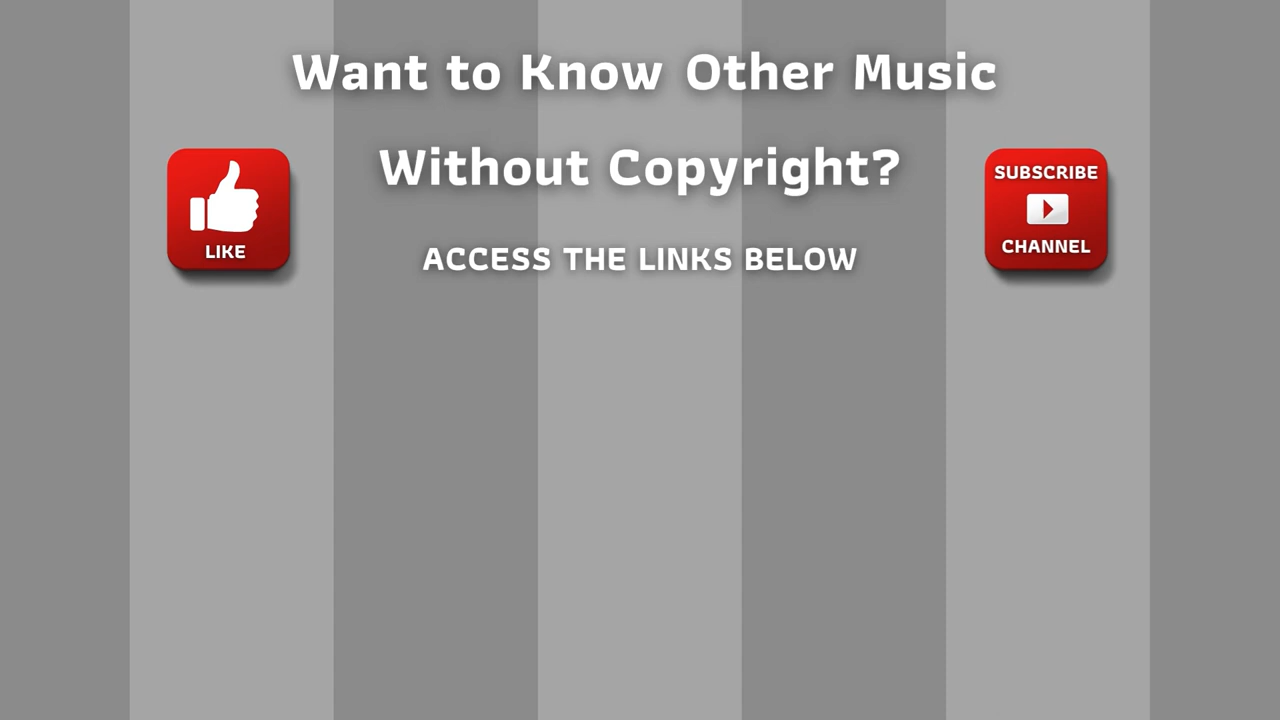 Want to Know Other Music
Without Copyright?
ACCESS THE LINKS BELOW
LIKE
SUBSCRIBE
CHANNEL